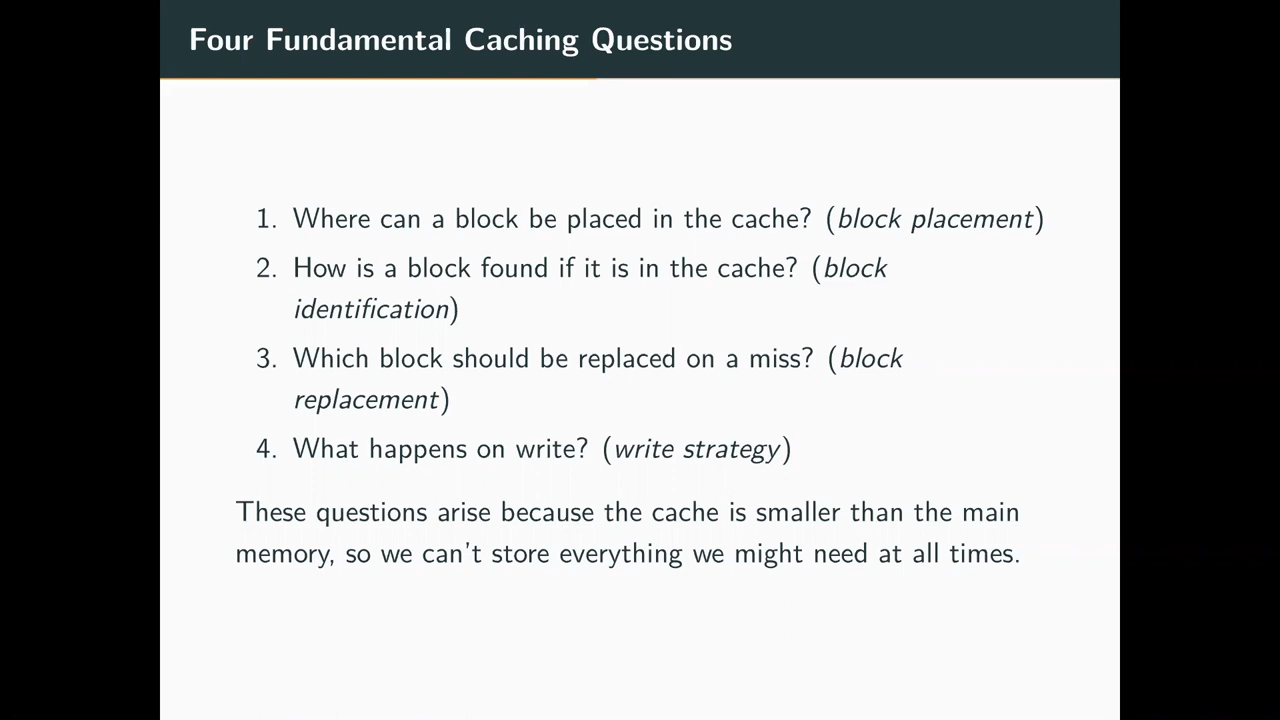 Four Fundamental Caching Questions
1. Where can a block be placed in the cache? (block placement)
2. How is a block found if it is in the cache? (block
identification)
3. Which block should be replaced on a miss? (block
replacement)
4. What happens on write? (write strategy)
These questions arise because the cache is smaller than the main
memory, so we can't store everything we might need at all times.